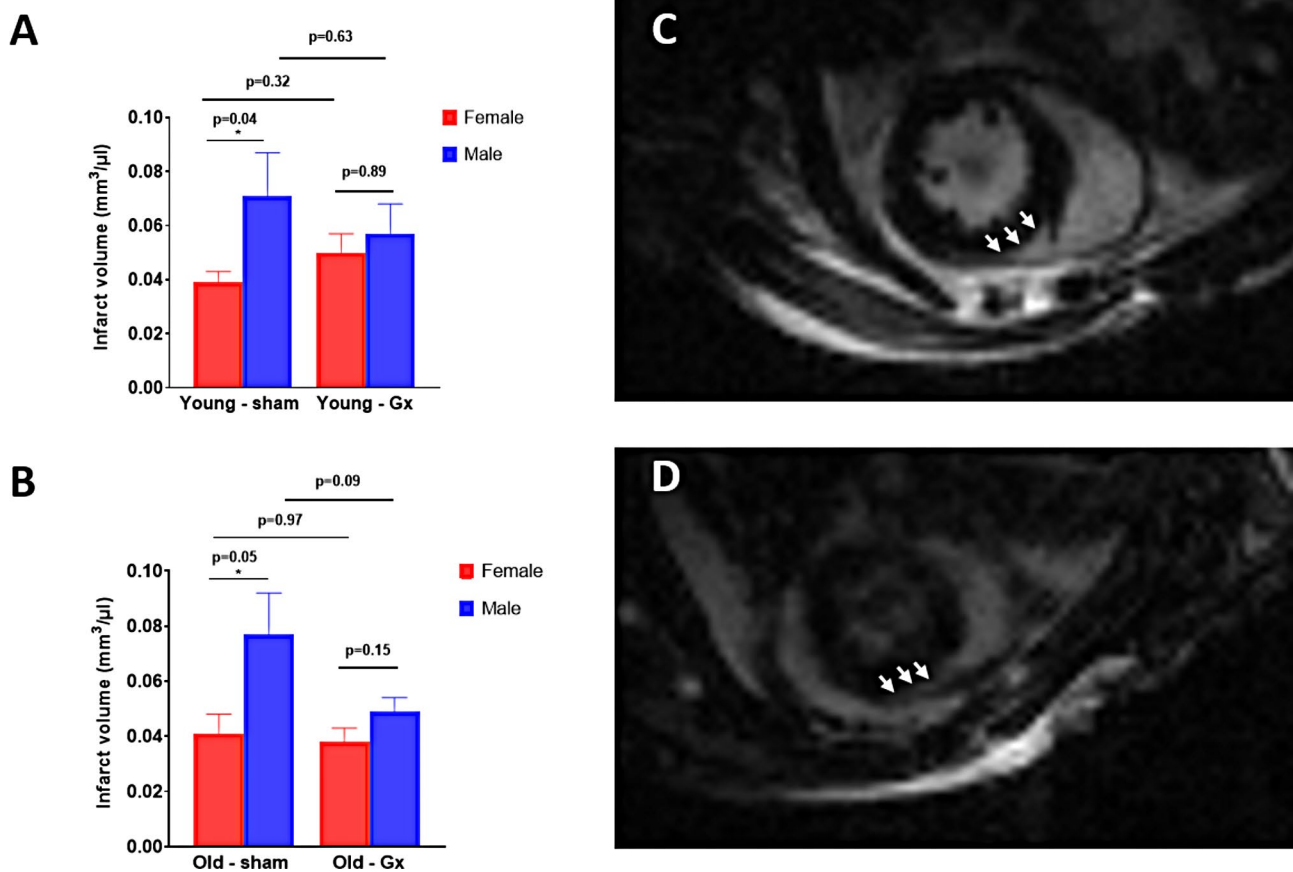 A
p=0.63
p=0.32
p=0.04
*
p=0.89
Female
Male
0.10
0.08
0.06
0.04
0.02
0.00
Infarct volume (mm³/µl)
Young - sham Young - Gx
B
p=0.09
p=0.97
p=0.05
*
p=0.15
Female
Male
0.10
0.08
0.06
0.04
0.02
0.00
Infarct volume (mm³/µl)
Old - sham Old - Gx
C
D